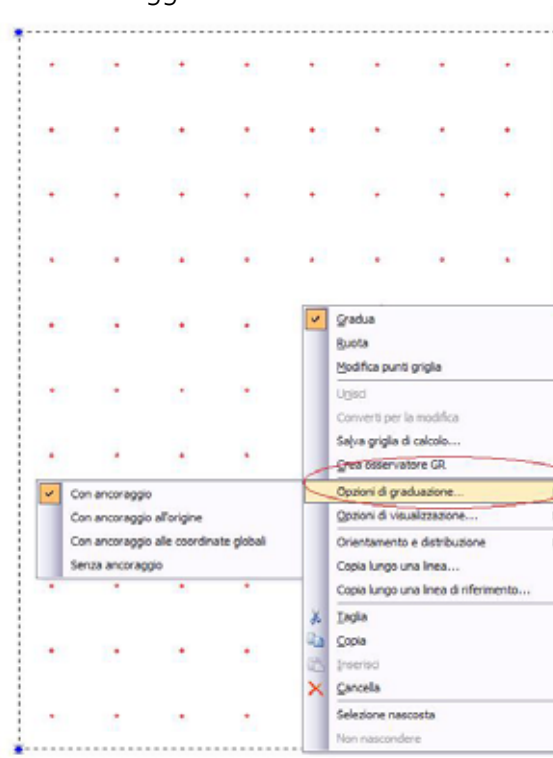 Gradua
Ruota
Modifica punti griglia
Unisci
Converti per la modifica
Salva griglia di calcolo...
Crea osservatore GR
Opzioni di graduazione...
Opzioni di visualizzazione...
Orientamento e distribuzione
Copia lungo una linea...
Copia lungo una linea di riferimento...
Taglia
Copia
Inserisci
Cancella
Selezione nascosta
Non nascondere
Con ancoraggio
Con ancoraggio all'origine
Con ancoraggio alle coordinate globali
Senza ancoraggio